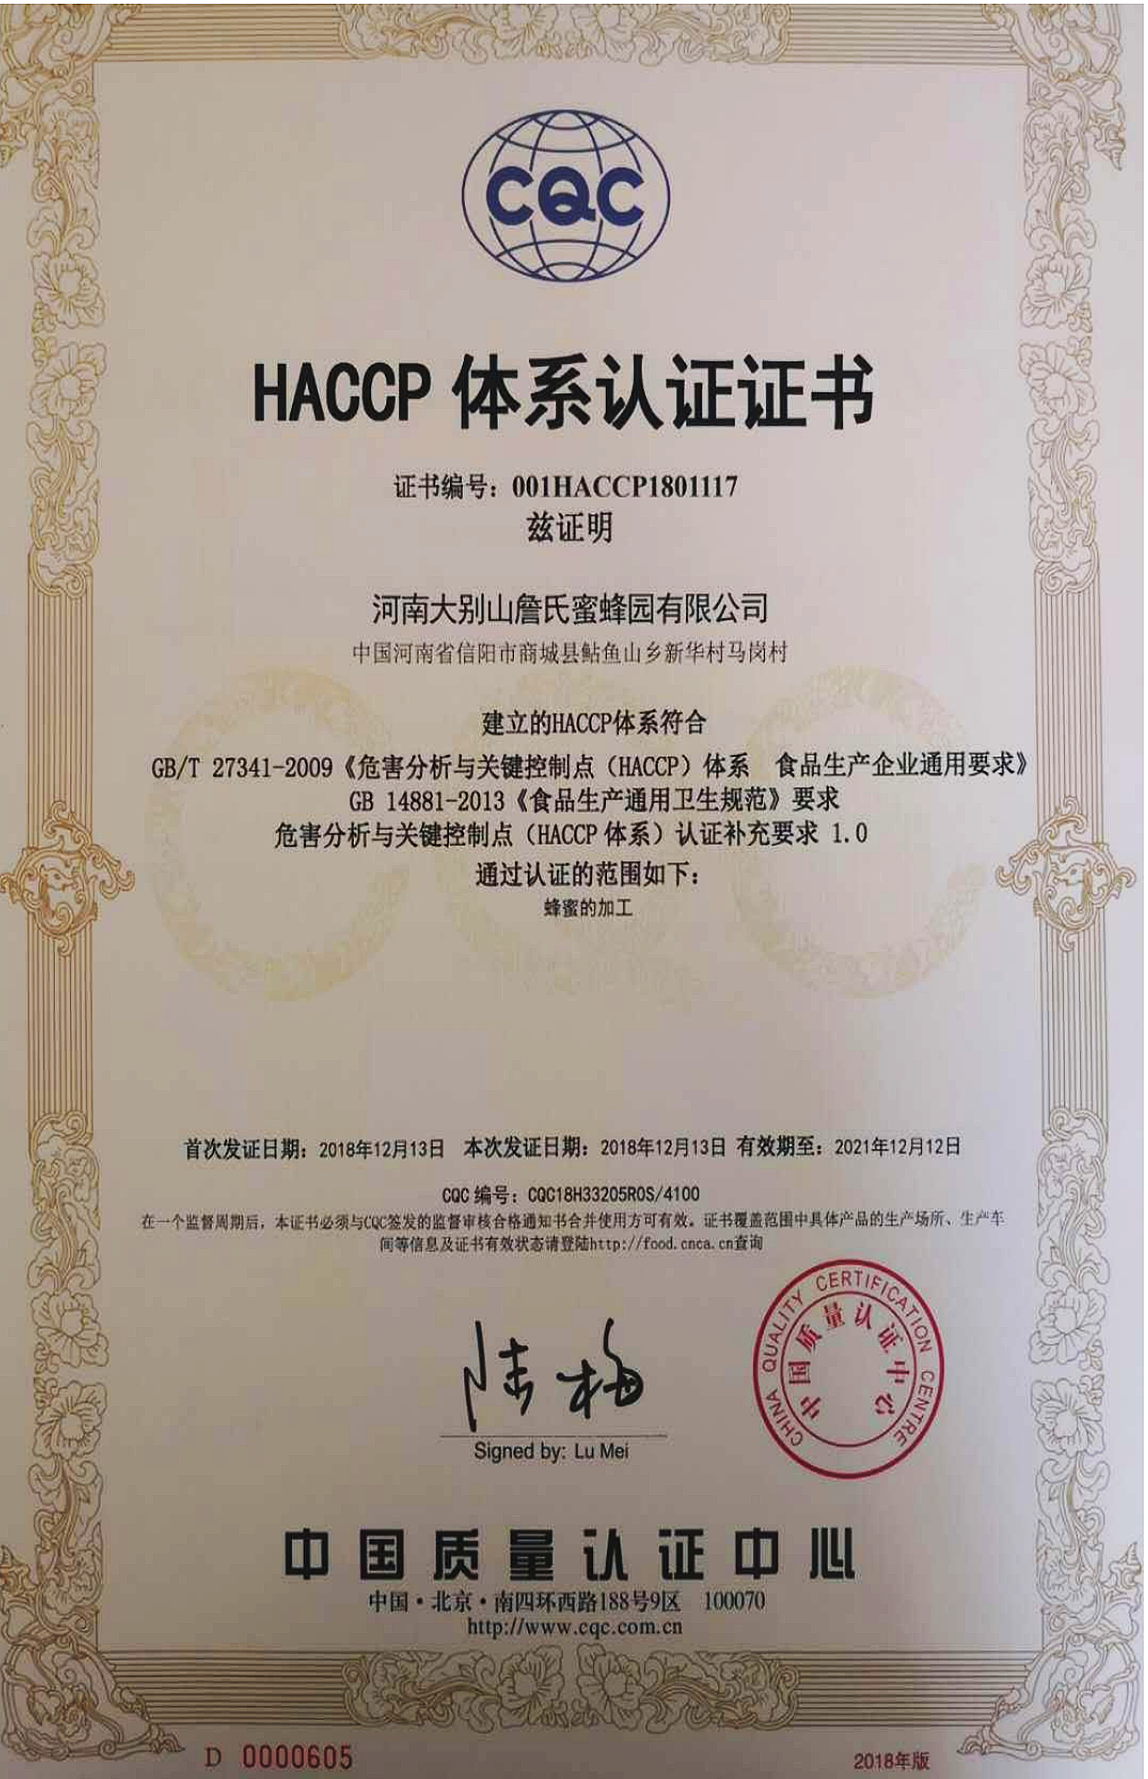 CQC
HACCP 体系认证证书
证书编号：001HACCP1801117
兹证明
河南大别山詹氏蜜蜂园有限公司
中国河南省信阳市商城县鲇鱼山乡新华村马岗村
建立的HACCP体系符合
GB/T 27341-2009《危害分析与关键控制点（HACCP）体系　食品生产企业通用要求》
GB 14881-2013《食品生产通用卫生规范》要求
危害分析与关键控制点（HACCP 体系）认证补充要求 1.0
通过认证的范围如下：
蜂蜜的加工
首次发证日期：2018年12月13日 本次发证日期：2018年12月13日 有效期至：2021年12月12日
CQC 编号：CQC18H33205R0S/4100
在一个监督周期后，本证书必须与CQC签发的监督审核合格通知书合并使用方可有效。证书覆盖范围中具体产品的生产场所、生产车
间等信息及证书有效状态请登陆http://food.cnca.cn查询
CHINA QUALITY CERTIFICATION CENTRE
中国质量认证中心
陆梅
Signed by: Lu Mei
中国质量认证中心
中国·北京·南四环西路188号9区　100070
http://www.cqc.com.cn
D 0000605
2018年版